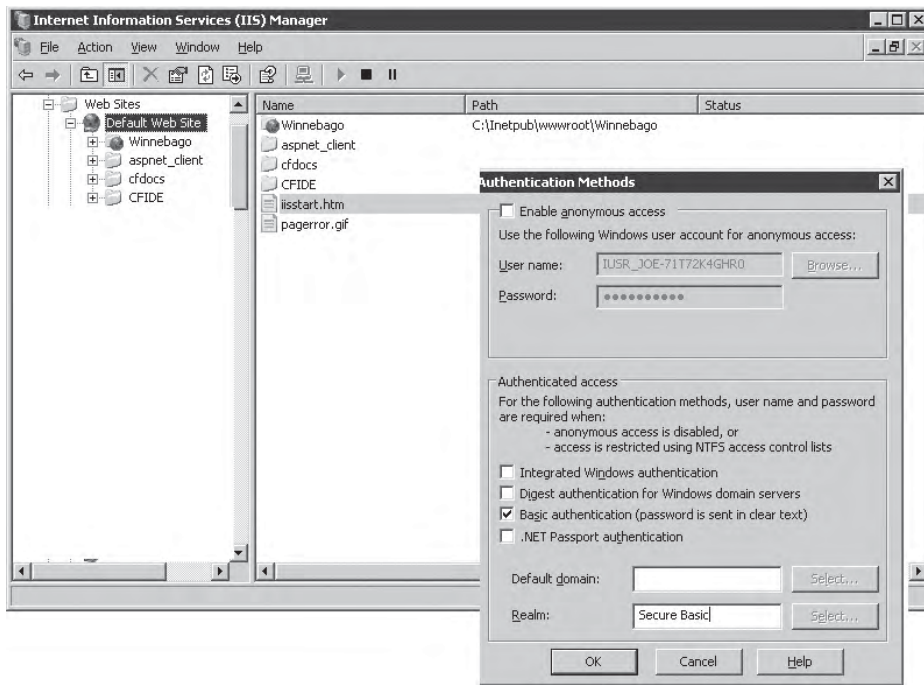 Internet Information Services (IIS) Manager
File Action View Window Help
Web Sites
Default Web Site
Winnebago
aspnet_client
cfdocs
CFIDE
Name Path Status
Winnebago C:\Inetpub\wwwroot\Winnebago
aspnet_client
cfdocs
CFIDE
iisstart.htm
pagerror.gif
Authentication Methods
Enable anonymous access
Use the following Windows user account for anonymous access:
User name: IUSR_JOE-71T72K4GHR0 Browse...
Password: ●●●●●●●●●●
Authenticated access
For the following authentication methods, user name and password
are required when:
- anonymous access is disabled, or
- access is restricted using NTFS access control lists
Integrated Windows authentication
Digest authentication for Windows domain servers
Basic authentication (password is sent in clear text)
.NET Passport authentication
Default domain: Select...
Realm: Secure Basic Select...
OK Cancel Help